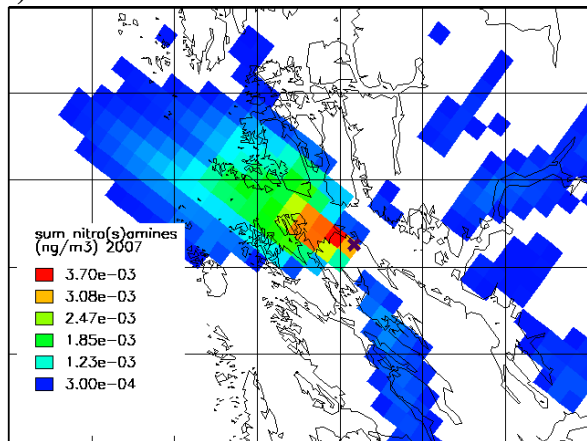 sum nitro(s)amines
(ng/m3) 2007
3.70e-03
3.08e-03
2.47e-03
1.85e-03
1.23e-03
3.00e-04